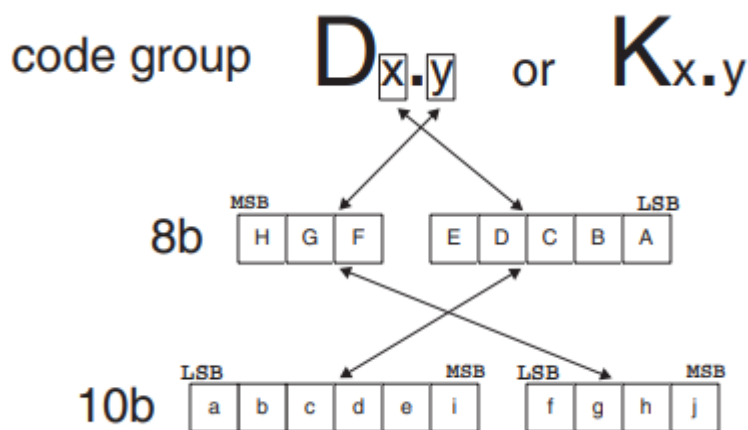 code group Dx.y or Kx.y
MSB LSB
8b H G F E D C B A
LSB MSB LSB MSB
10b a b c d e i f g h j